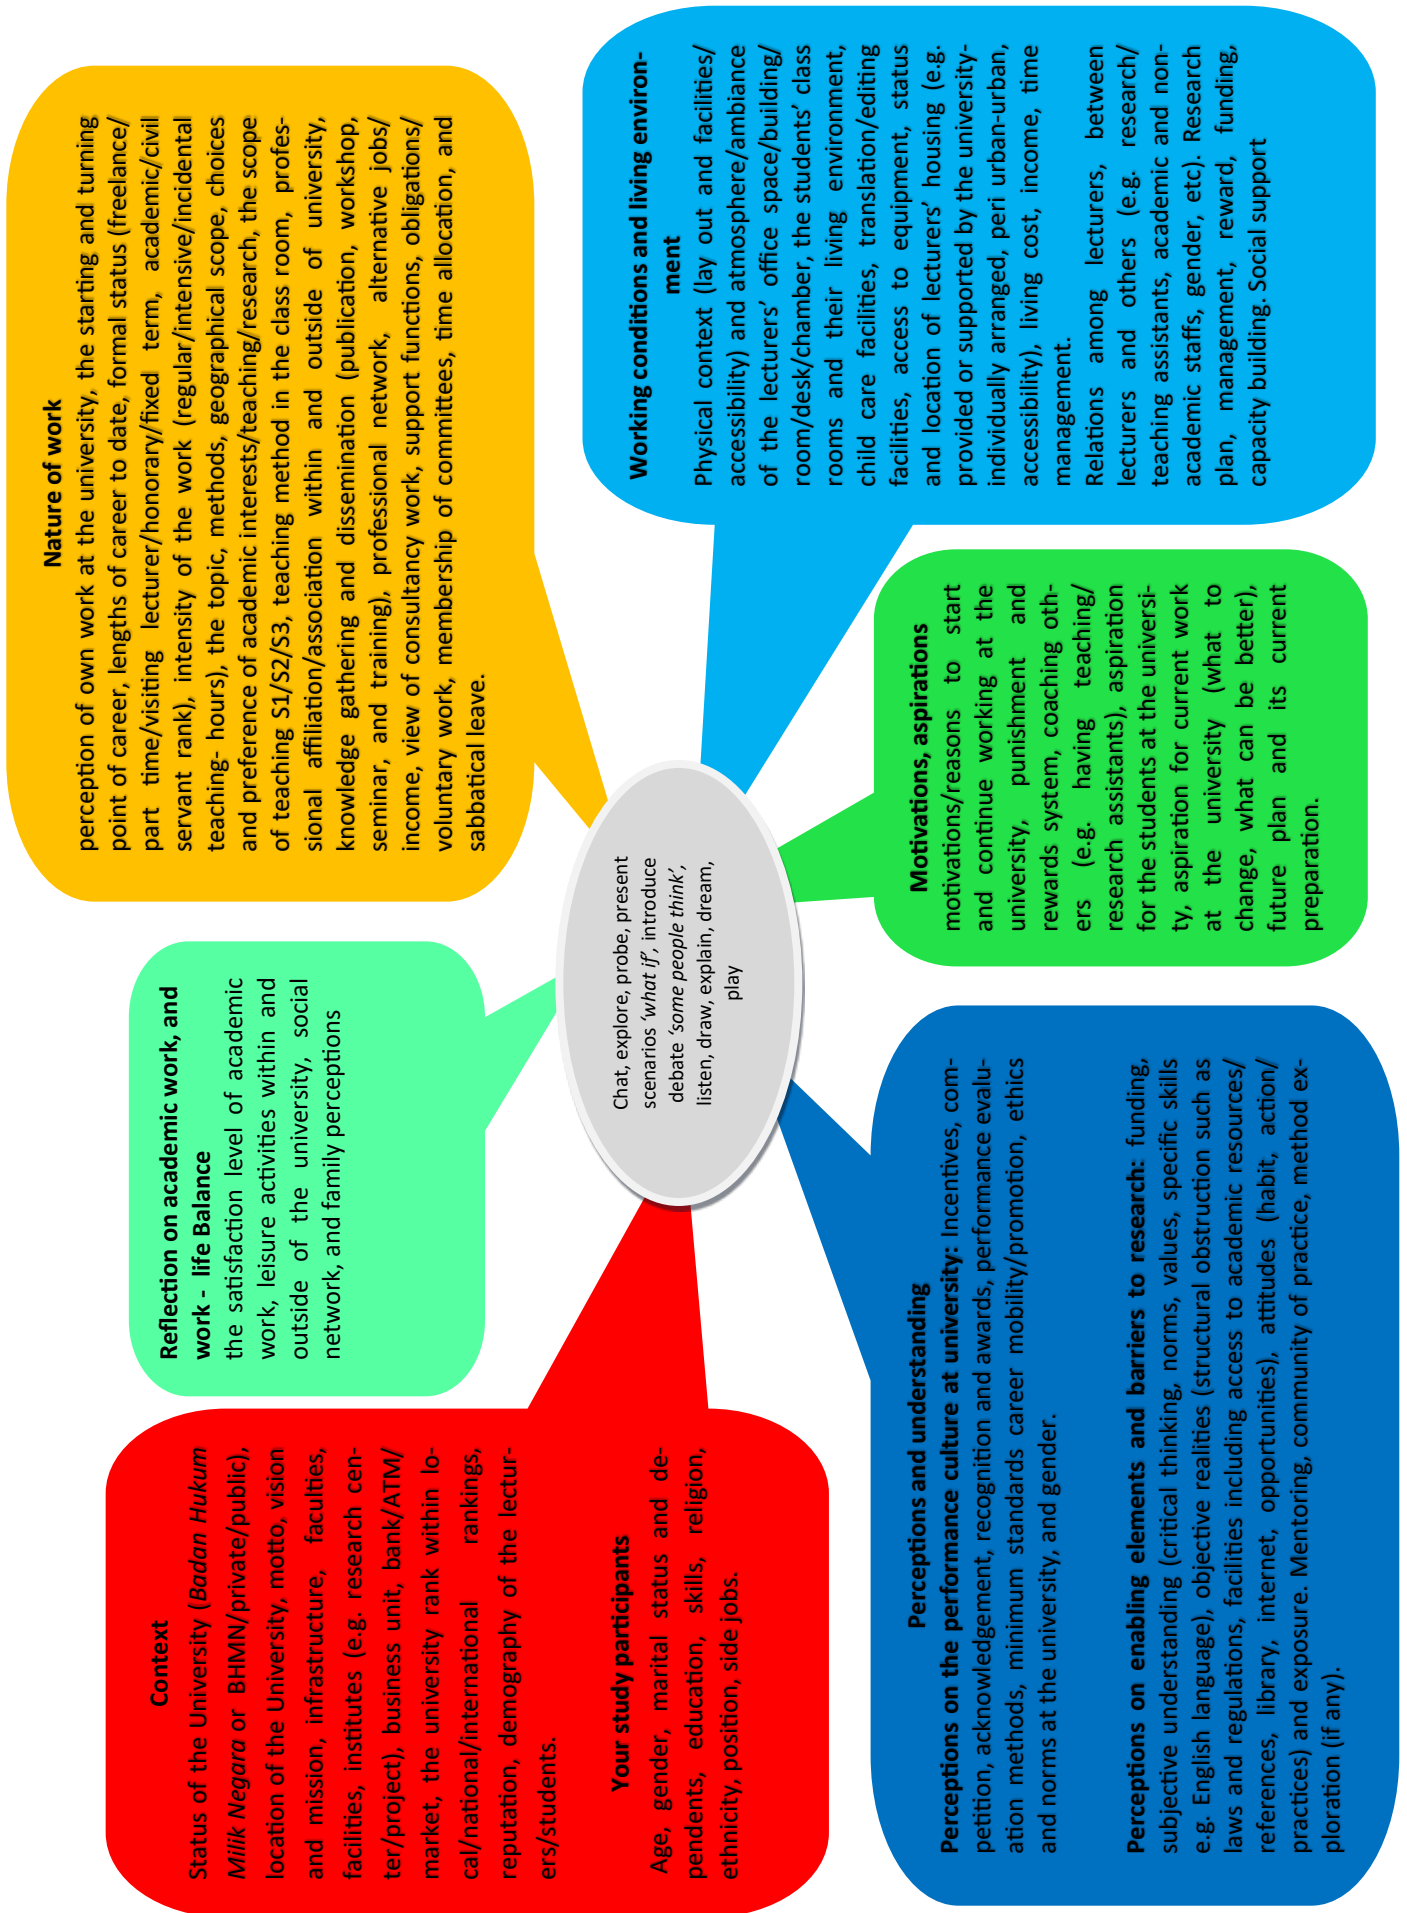 Context
Status of the University (Badan Hukum
Milik Negara or BHMN/private/public),
location of the University, motto, vision
and mission, infrastructure, faculties,
facilities, institutes (e.g. research cen-
ter/project), business unit, bank/ATM/
market, the university rank within lo-
cal/national/international rankings,
reputation, demography of the lectur-
ers/students.
Your study participants
Age, gender, marital status and de-
pendents, education, skills, religion,
ethnicity, position, side jobs.
Reflection on academic work, and
work - life Balance
the satisfaction level of academic
work, leisure activities within and
outside of the university, social
network, and family perceptions
Nature of work
perception of own work at the university, the starting and turning
point of career, lengths of career to date, formal status (freelance/
part time/visiting lecturer/honorary/fixed term, academic/civil
servant rank), intensity of the work (regular/intensive/incidental
teaching- hours), the topic, methods, geographical scope, choices
and preference of academic interests/teaching/research, the scope
of teaching S1/S2/S3, teaching method in the class room, profes-
sional affiliation/association within and outside of university,
knowledge gathering and dissemination (publication, workshop,
seminar, and training), professional network, alternative jobs/
income, view of consultancy work, support functions, obligations/
voluntary work, membership of committees, time allocation, and
sabbatical leave.
Chat, explore, probe, present
scenarios 'what if', introduce
debate 'some people think',
listen, draw, explain, dream,
play
Perceptions and understanding
Perceptions on the performance culture at university: Incentives, com-
petition, acknowledgement, recognition and awards, performance evalu-
ation methods, minimum standards career mobility/promotion, ethics
and norms at the university, and gender.
Perceptions on enabling elements and barriers to research: funding,
subjective understanding (critical thinking, norms, values, specific skills
e.g. English language), objective realities (structural obstruction such as
laws and regulations, facilities including access to academic resources/
references, library, internet, opportunities), attitudes (habit, action/
practices) and exposure. Mentoring, community of practice, method ex-
ploration (if any).
Motivations, aspirations
motivations/reasons to start
and continue working at the
university, punishment and
rewards system, coaching oth-
ers (e.g. having teaching/
research assistants), aspiration
for the students at the universi-
ty, aspiration for current work
at the university (what to
change, what can be better),
future plan and its current
preparation.
Working conditions and living environ-
ment
Physical context (lay out and facilities/
accessibility) and atmosphere/ambiance
of the lecturers' office space/building/
room/desk/chamber, the students' class
rooms and their living environment,
child care facilities, translation/editing
facilities, access to equipment, status
and location of lecturers' housing (e.g.
provided or supported by the university-
individually arranged, peri urban-urban,
accessibility), living cost, income, time
management.
Relations among lecturers, between
lecturers and others (e.g. research/
teaching assistants, academic and non-
academic staffs, gender, etc). Research
plan, management, reward, funding,
capacity building. Social support